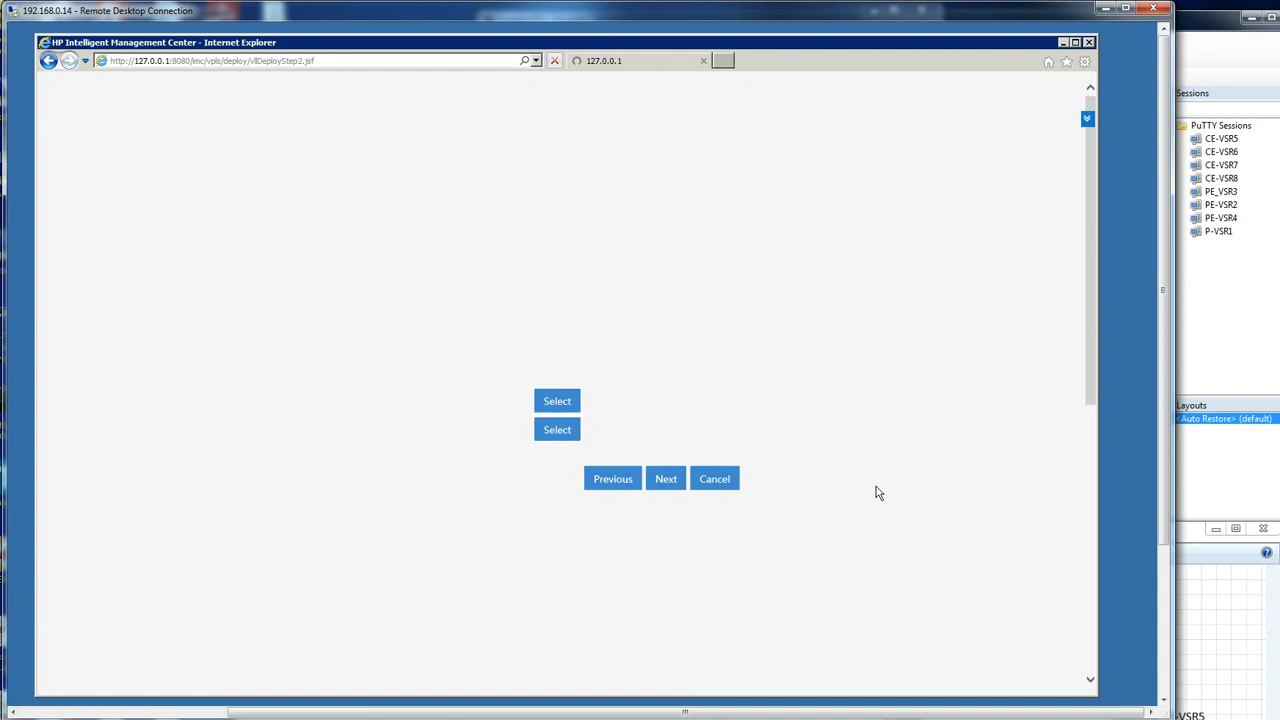 192.168.0.14 - Remote Desktop Connection
HP Intelligent Management Center - Internet Explorer
http://127.0.0.1:8080/imc/vpls/deploy/vllDeployStep2.jsf
127.0.0.1
Sessions
PuTTY Sessions
CE-VSR5
CE-VSR6
CE-VSR7
CE-VSR8
PE_VSR3
PE-VSR2
PE-VSR4
P-VSR1
Select
Select
Previous Next Cancel
Layouts
<Auto Restore> (default)
-VSR5